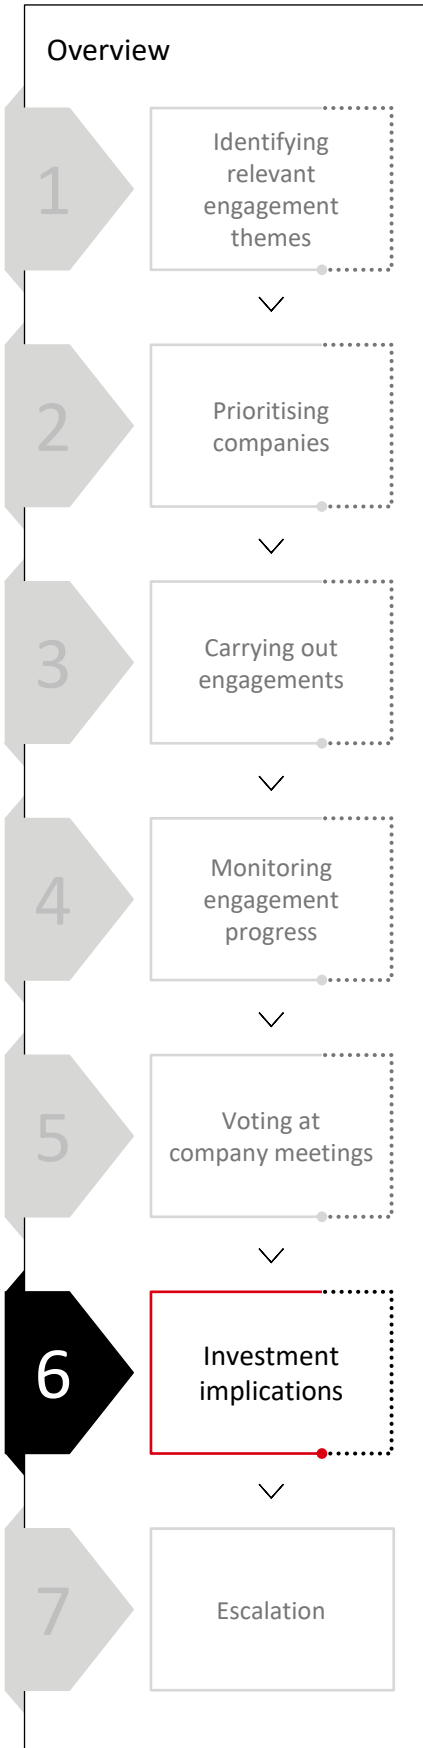 Overview
1
Identifying
relevant
engagement
themes
2
Prioritising
companies
3
Carrying out
engagements
4
Monitoring
engagement
progress
5
Voting at
company meetings
6
Investment
implications
7
Escalation